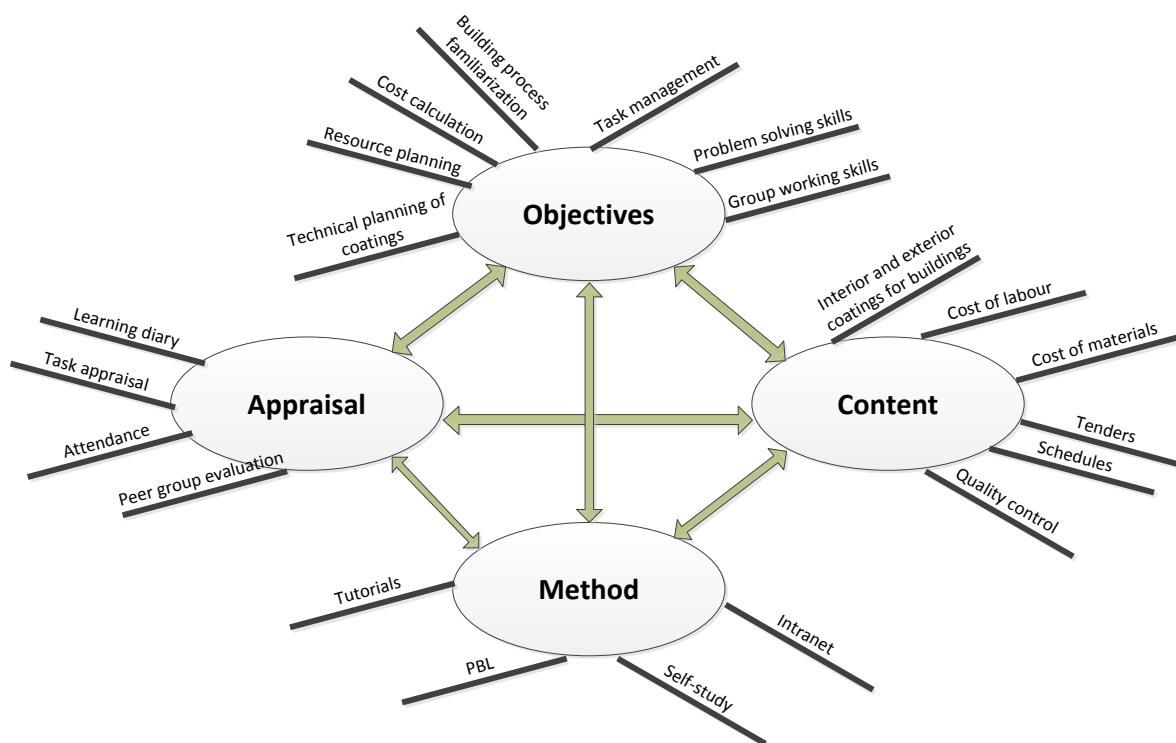 Building process
familiarization
Cost calculation
Resource planning
Technical planning of
coatings
Task management
Problem solving skills
Group working skills
Objectives
Interior and exterior
coatings for buildings
Cost of labour
Cost of materials
Tenders
Schedules
Quality control
Content
Learning diary
Task appraisal
Attendance
Peer group evaluation
Appraisal
Tutorials
PBL
Self-study
Intranet
Method